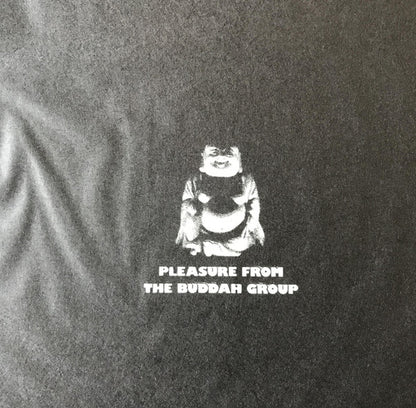 PLEASURE FROM
THE BUDDAH GROUP